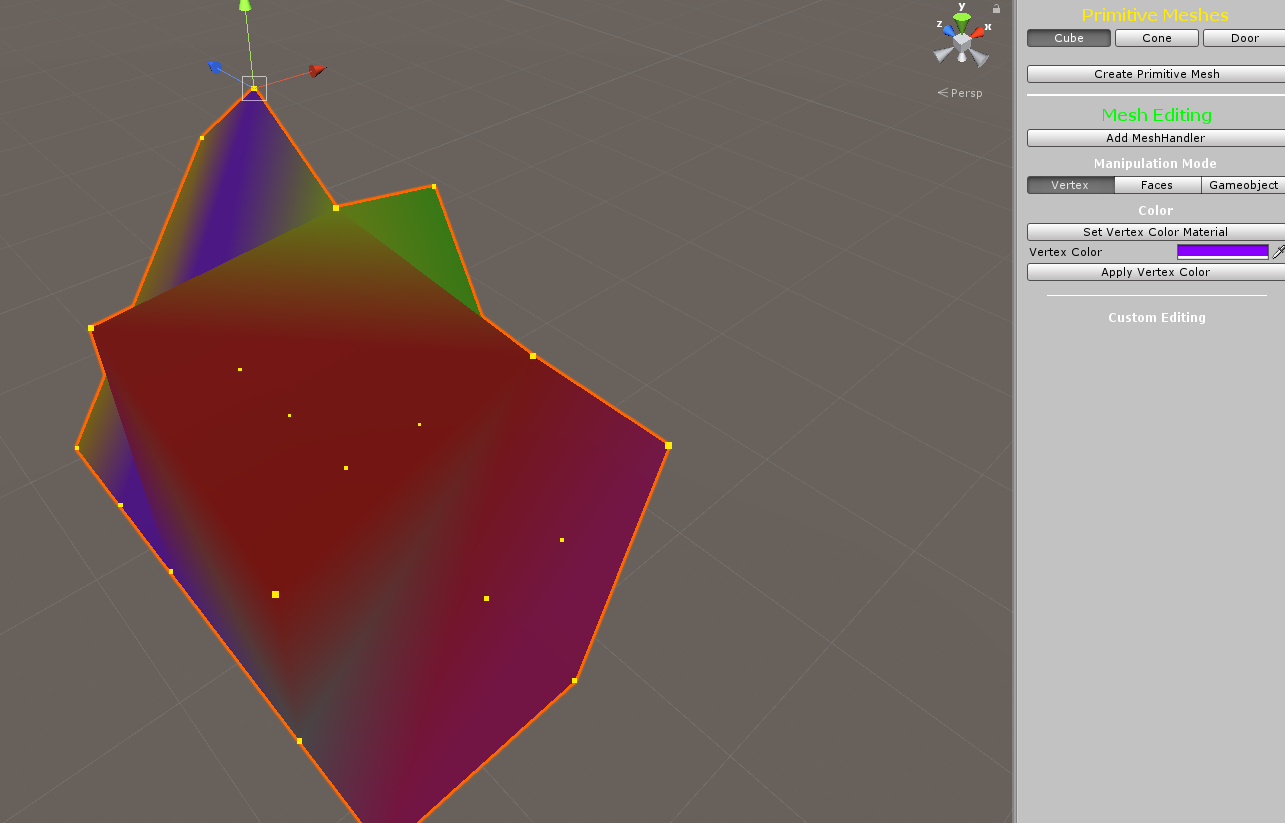 y
z
x
< Persp
Primitive Meshes
Cube
Cone
Door
Create Primitive Mesh
Mesh Editing
Add MeshHandler
Manipulation Mode
Vertex
Faces
Gameobject
Color
Set Vertex Color Material
Vertex Color
Apply Vertex Color
Custom Editing